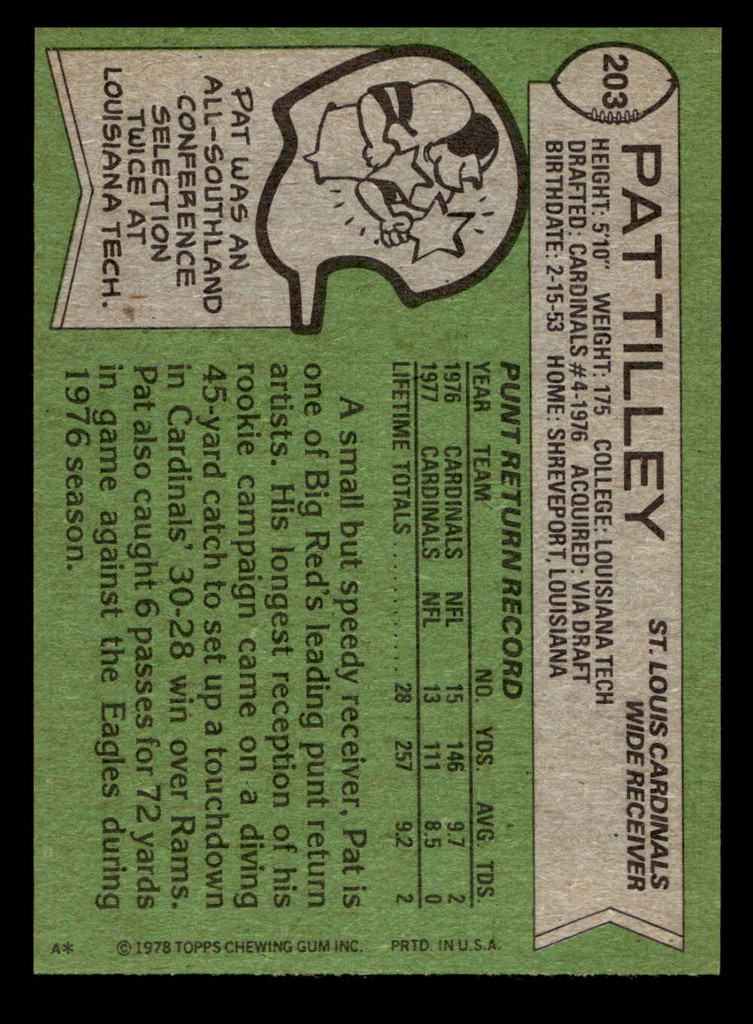 203
PAT TILLEY
ST. LOUIS CARDINALS
WIDE RECEIVER
HEIGHT: 5'10" WEIGHT: 175 COLLEGE: LOUISIANA TECH
DRAFTED: CARDINALS #4-1976 ACQUIRED: VIA DRAFT
BIRTHDATE: 2-15-53 HOME: SHREVEPORT, LOUISIANA
PAT WAS AN
ALL-SOUTHLAND
CONFERENCE
SELECTION
TWICE AT
LOUISIANA TECH.
PUNT RETURN RECORD
YEAR TEAM NO. YDS. AVG. TDS.
1976 CARDINALS NFL 15 146 9.7 2
1977 CARDINALS NFL 13 111 8.5 0
LIFETIME TOTALS .......... 28 257 9.2 2
A small but speedy receiver, Pat is
one of Big Red's leading punt return
artists. His longest reception of his
rookie campaign came on a diving
45-yard catch to set up a touchdown
in Cardinals' 30-28 win over Rams.
Pat also caught 6 passes for 72 yards
in game against the Eagles during
1976 season.
A* ©1978 TOPPS CHEWING GUM INC. PRTD. IN U.S.A.